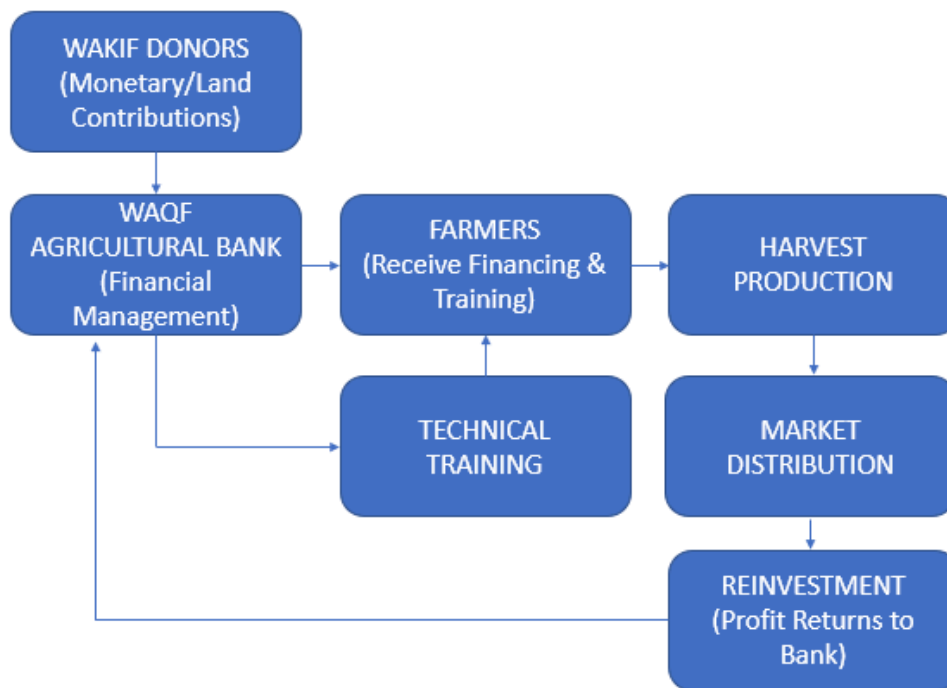 WAKIF DONORS
(Monetary/Land
Contributions)
WAQF
AGRICULTURAL BANK
(Financial
Management)
FARMERS
(Receive Financing &
Training)
HARVEST
PRODUCTION
TECHNICAL
TRAINING
MARKET
DISTRIBUTION
REINVESTMENT
(Profit Returns to
Bank)